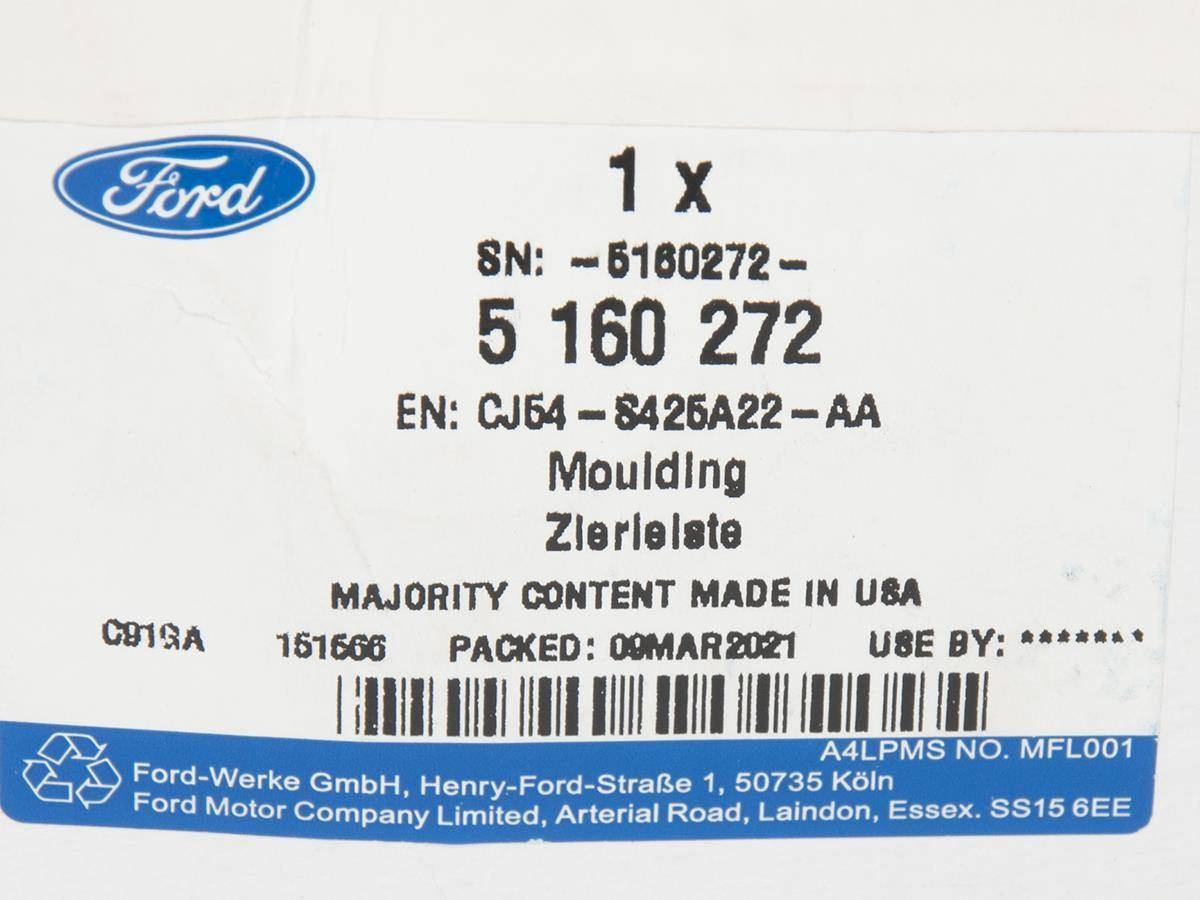 Ford
1 x
SN: -5160272-
5 160 272
EN: CJ54-S425A22-AA
Moulding
Zierleiste
MAJORITY CONTENT MADE IN USA
C919A 151566 PACKED: 09MAR2021 USE BY: *******
A4LPMS NO. MFL001
Ford-Werke GmbH, Henry-Ford-Straße 1, 50735 Köln
Ford Motor Company Limited, Arterial Road, Laindon, Essex. SS15 6EE